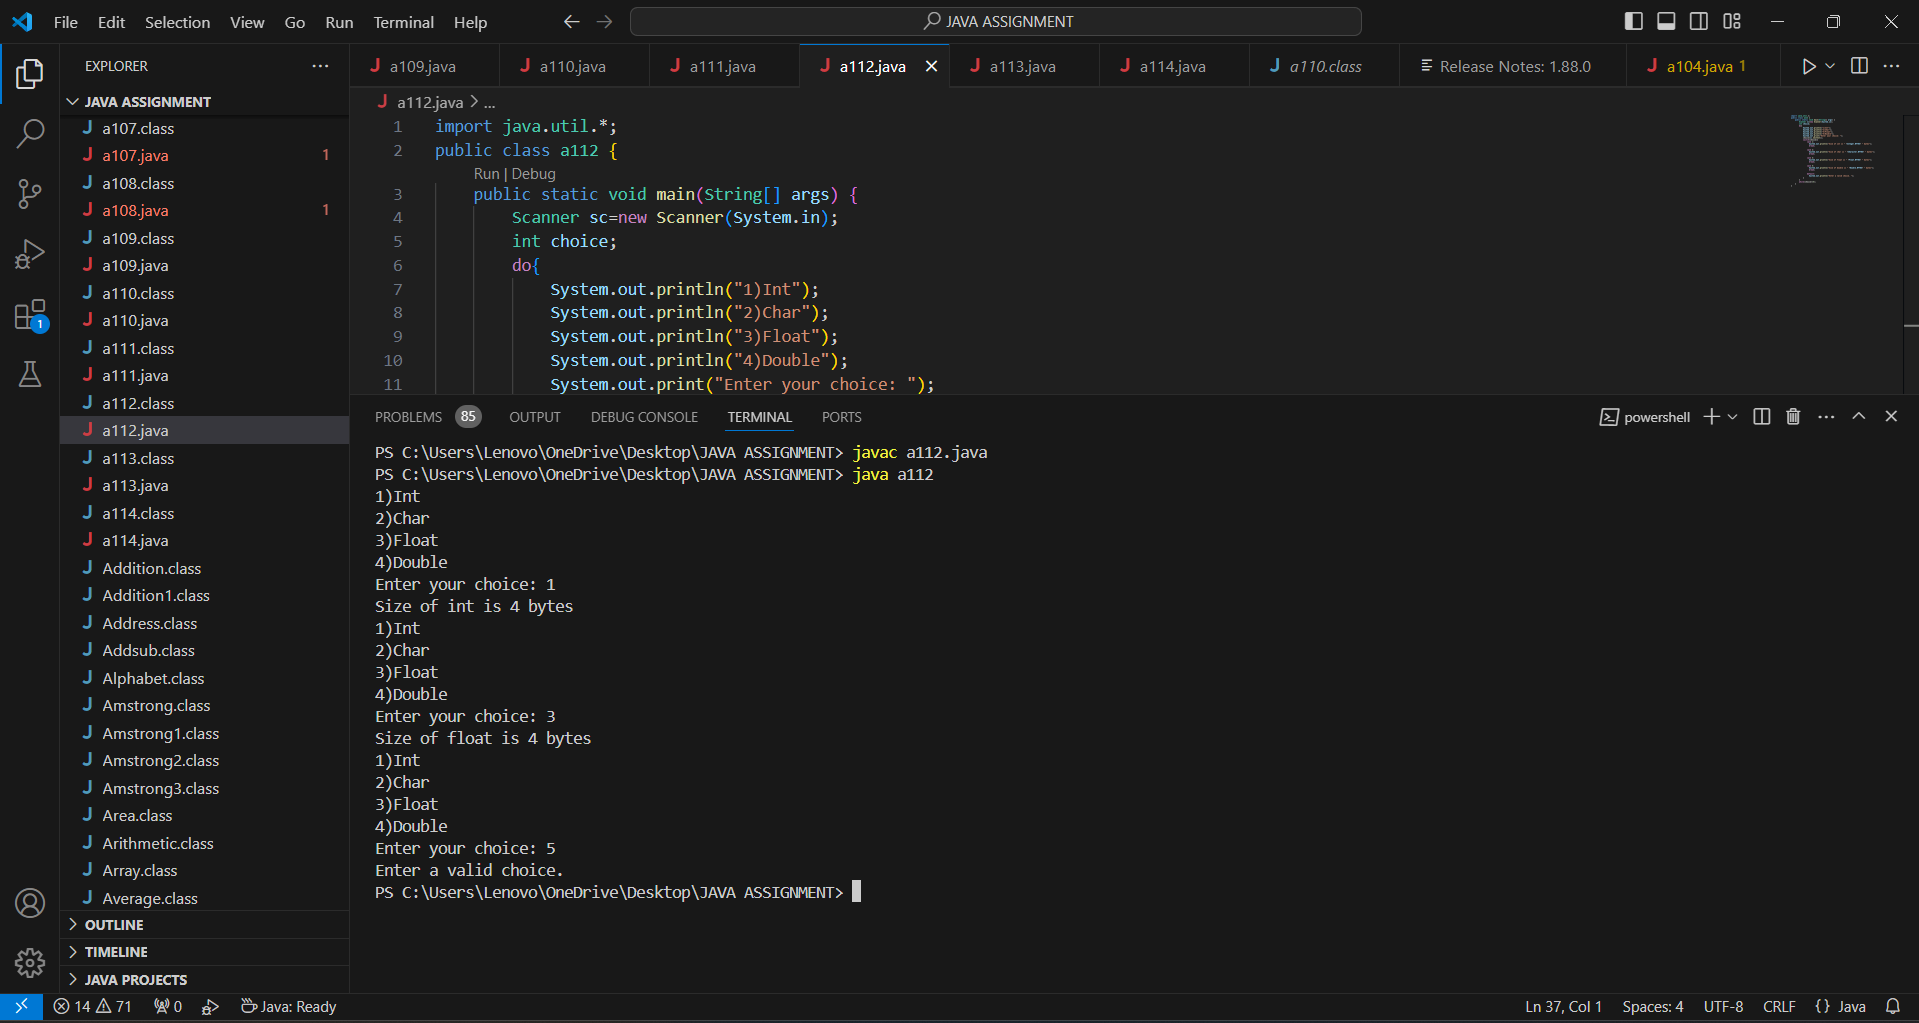 File Edit Selection View Go Run Terminal Help
JAVA ASSIGNMENT
EXPLORER
JAVA ASSIGNMENT
a107.class
a107.java 1
a108.class
a108.java 1
a109.class
a109.java
a110.class
a110.java
a111.class
a111.java
a112.class
a112.java
a113.class
a113.java
a114.class
a114.java
Addition.class
Addition1.class
Address.class
Addsub.class
Alphabet.class
Amstrong.class
Amstrong1.class
Amstrong2.class
Amstrong3.class
Area.class
Arithmetic.class
Array.class
Average.class
OUTLINE
TIMELINE
JAVA PROJECTS
1
a109.java a110.java a111.java a112.java a113.java a114.java a110.class Release Notes: 1.88.0 a104.java 1
a112.java > ...
1 import java.util.*;
2 public class a112 {
Run | Debug
3 public static void main(String[] args) {
4 Scanner sc=new Scanner(System.in);
5 int choice;
6 do{
7 System.out.println("1)Int");
8 System.out.println("2)Char");
9 System.out.println("3)Float");
10 System.out.println("4)Double");
11 System.out.print("Enter your choice: ");
PROBLEMS 85 OUTPUT DEBUG CONSOLE TERMINAL PORTS powershell
PS C:\Users\Lenovo\OneDrive\Desktop\JAVA ASSIGNMENT> javac a112.java
PS C:\Users\Lenovo\OneDrive\Desktop\JAVA ASSIGNMENT> java a112
1)Int
2)Char
3)Float
4)Double
Enter your choice: 1
Size of int is 4 bytes
1)Int
2)Char
3)Float
4)Double
Enter your choice: 3
Size of float is 4 bytes
1)Int
2)Char
3)Float
4)Double
Enter your choice: 5
Enter a valid choice.
PS C:\Users\Lenovo\OneDrive\Desktop\JAVA ASSIGNMENT>
14 71 0 Java: Ready Ln 37, Col 1 Spaces: 4 UTF-8 CRLF {} Java